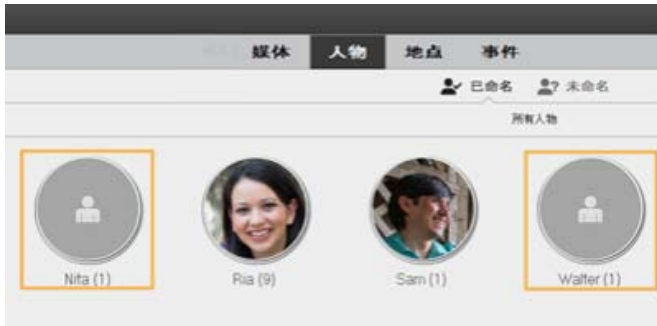 媒体 人物 地点 事件
已命名 未命名
所有人物
Nita (1) Ria (9) Sam (1) Walter (1)